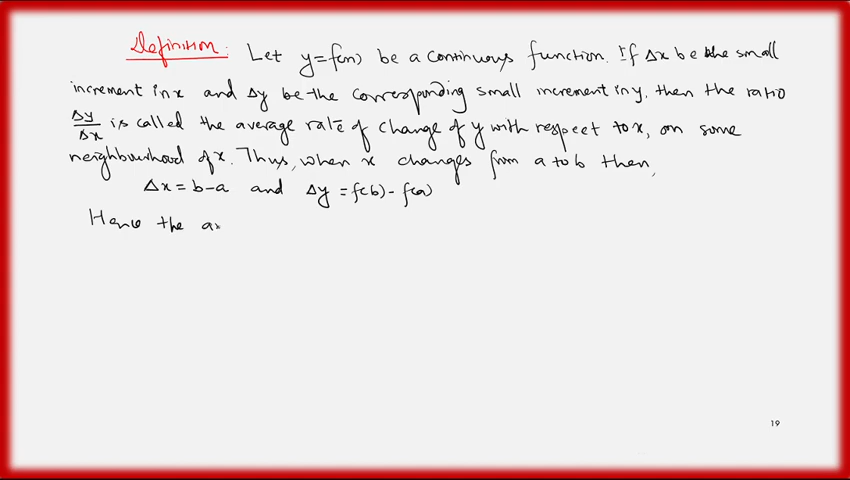 Definition: Let y=f(x) be a continuous function. If Δx be the small
increment in x and Δy be the corresponding small increment in y, then the ratio
Δy/Δx is called the average rate of change of y with respect to x, on some
neighbourhood of x. Thus, when x changes from a to b then,
Δx = b-a and Δy = f(b) - f(a)
Hence the
19